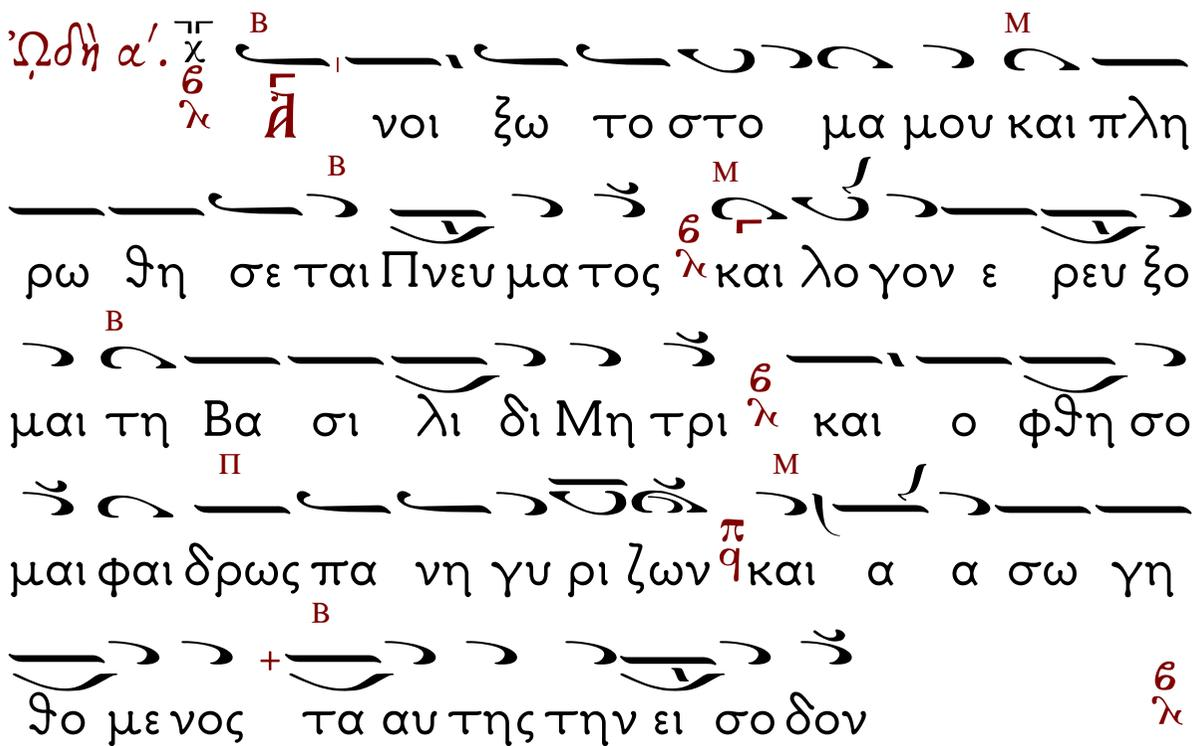 Ὠδὴ α΄. Β Μ
Ἀ νοι ξω το στο μα μου και πλη
Β Μ
ρω θη σε ται Πνευ μα τος και λο γον ε ρευ ξο
Β
μαι τη Βα σι λι δι Μη τρι και ο φθη σο
Π Μ
μαι φαι δρως πα νη γυ ρι ζων και α α σω γη
Β
θο με νος τα αυ της την ει σο δον